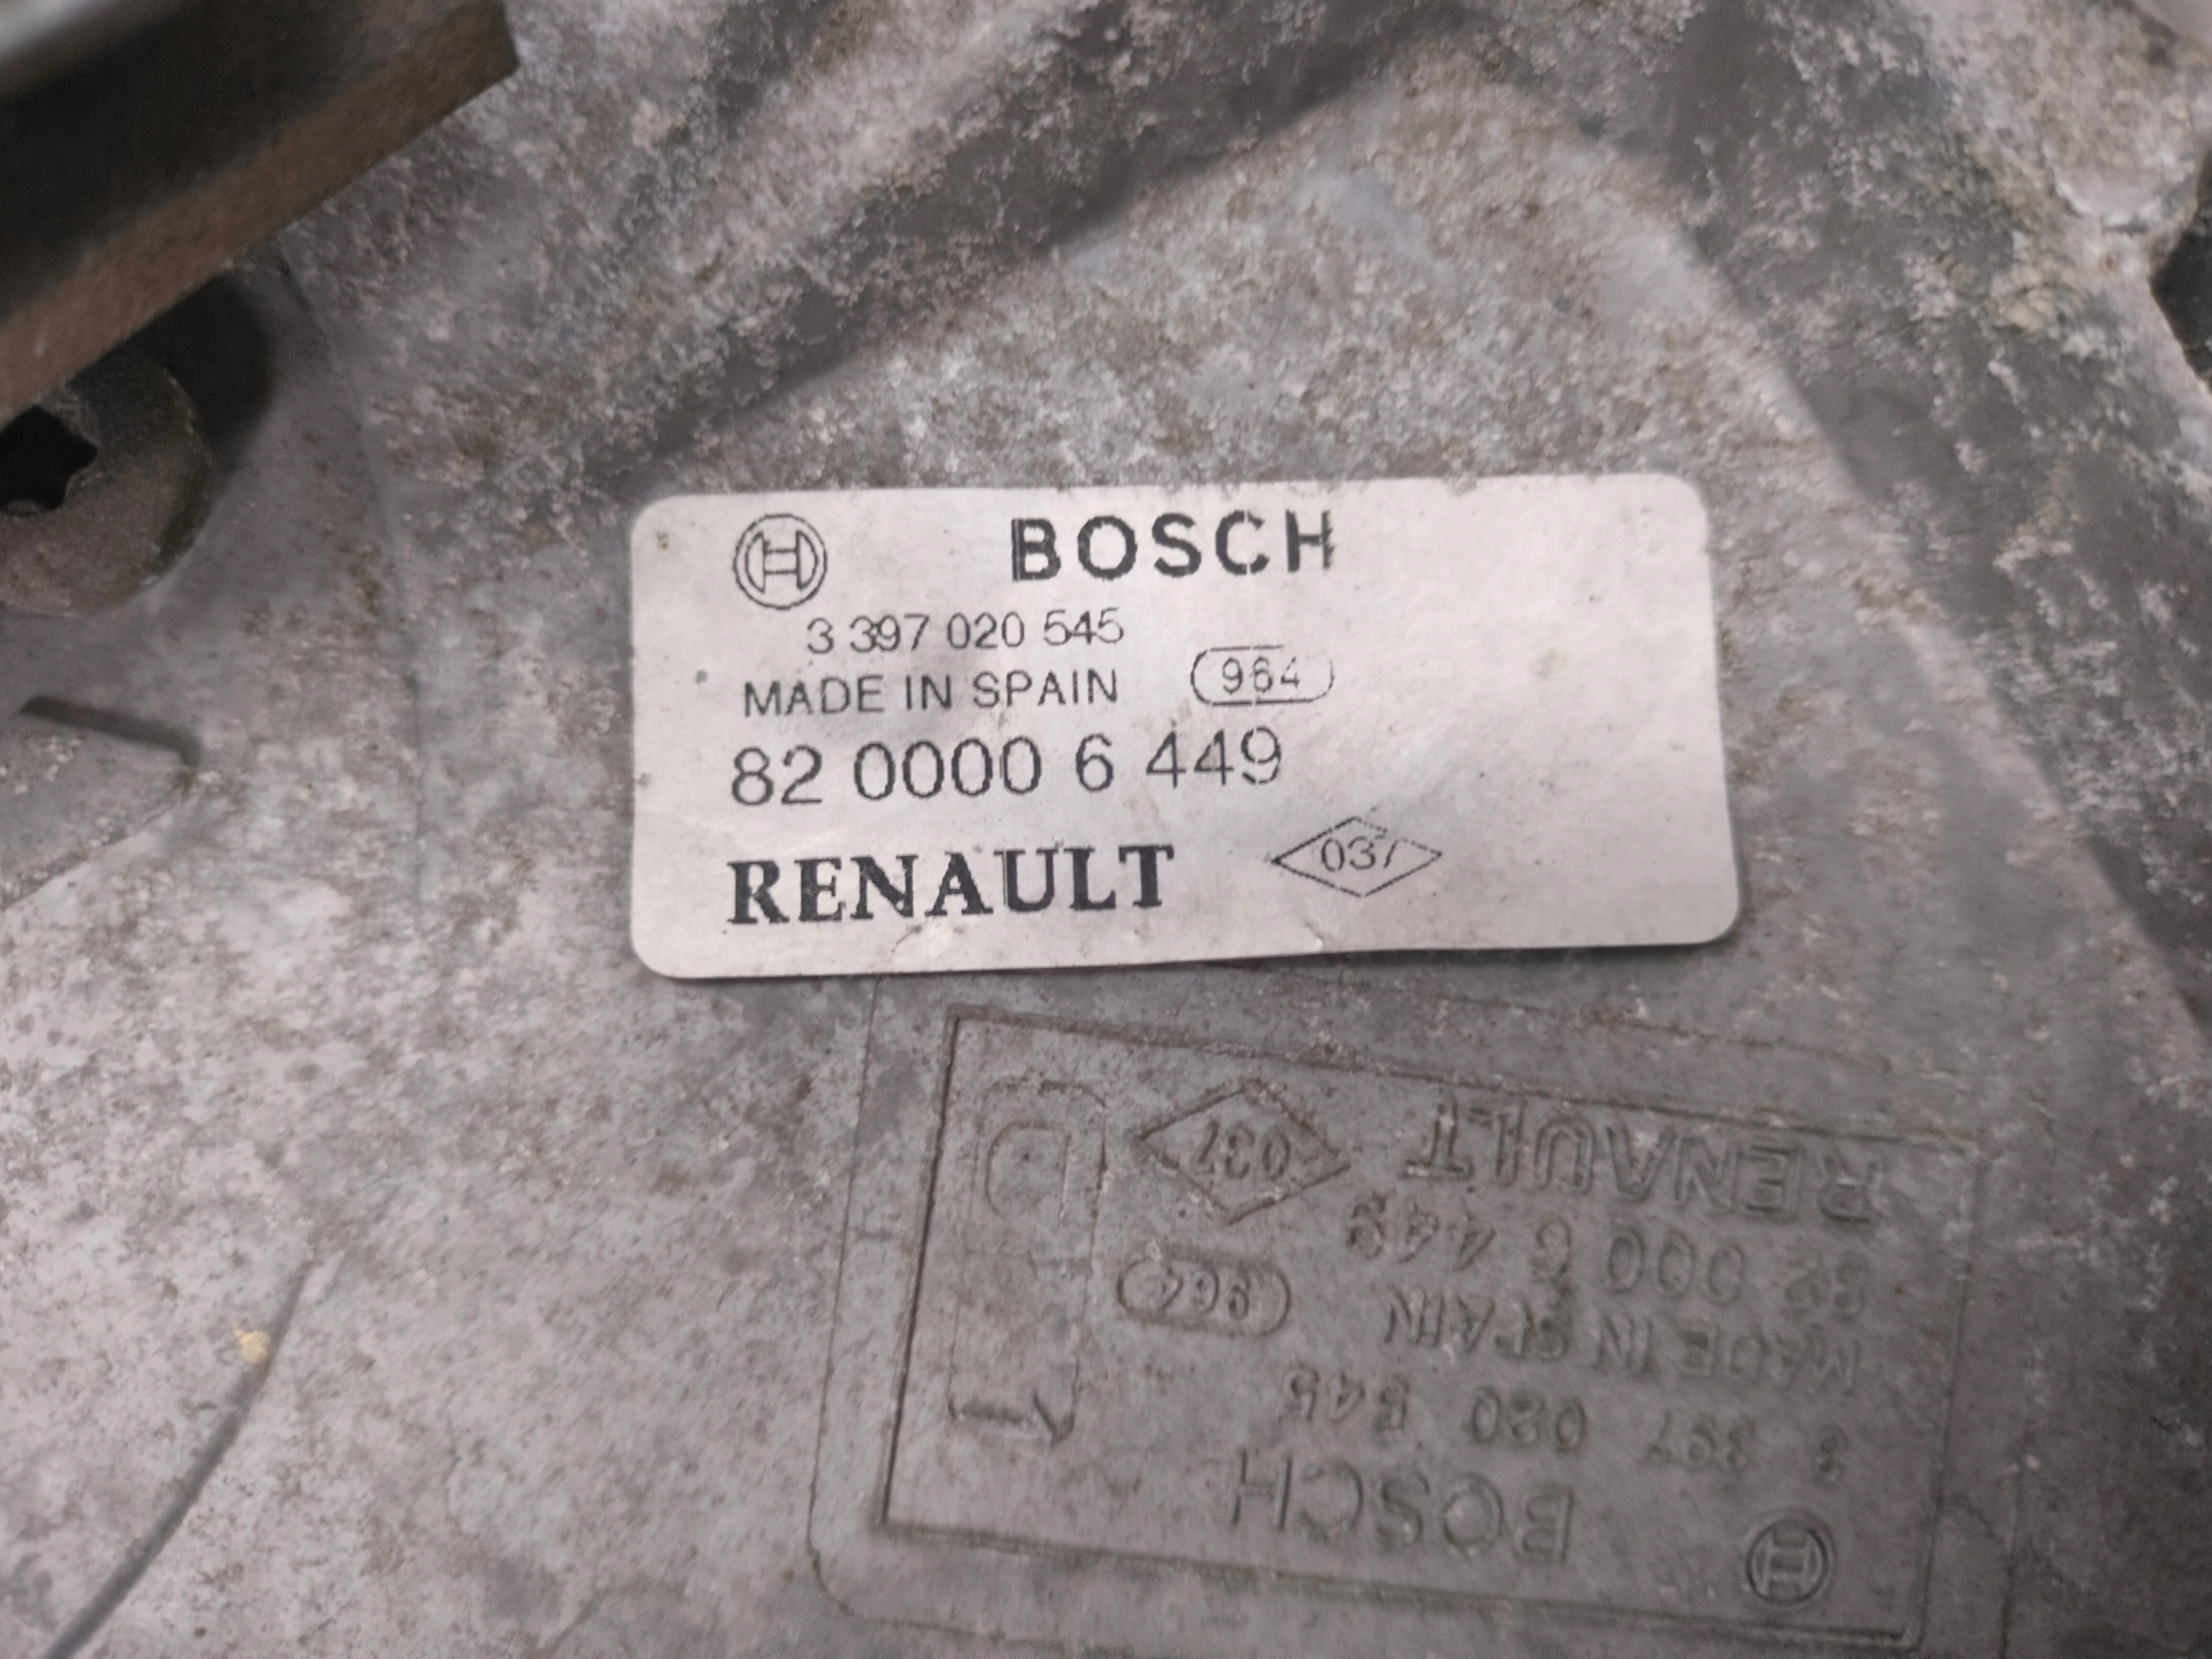 BOSCH
3 397 020 545
MADE IN SPAIN 964
82 0000 6 449
RENAULT 037
BOSCH
3 397 020 545
MADE IN SPAIN 964
82 000 6 449
RENAULT 037